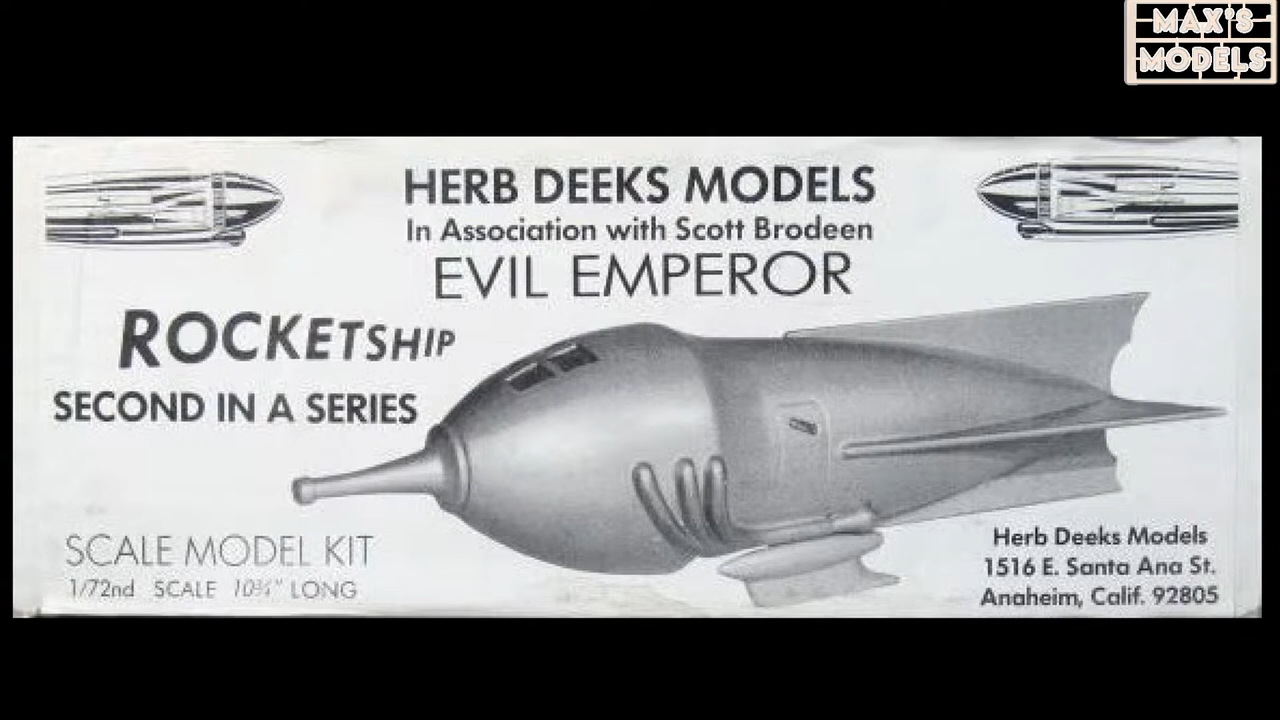 MAX'S
MODELS
HERB DEEKS MODELS
In Association with Scott Brodeen
EVIL EMPEROR
ROCKETSHIP
SECOND IN A SERIES
SCALE MODEL KIT
1/72nd SCALE 10¾" LONG
Herb Deeks Models
1516 E. Santa Ana St.
Anaheim, Calif. 92805